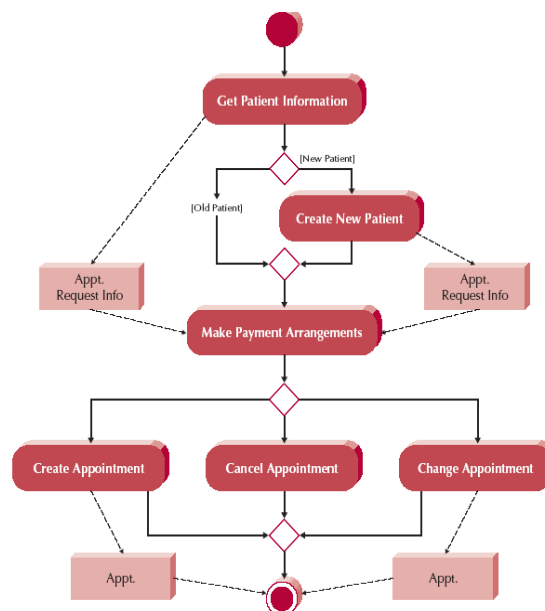 Get Patient Information
[New Patient]
[Old Patient]
Create New Patient
Appt.
Request Info
Appt.
Request Info
Make Payment Arrangements
Create Appointment
Cancel Appointment
Change Appointment
Appt.
Appt.